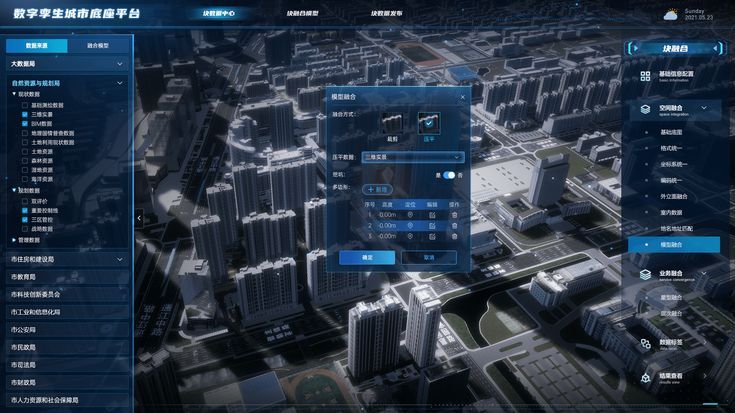 数字孪生城市底座平台
块数据中心
块融合模型
块数据发布
Sunday
2021.05.23
数据来源
融合模型
大数据局
自然资源与规划局
现状数据
基础测绘数据
三维实景
BIM数据
地理国情普查数据
土地利用现状数据
土地资源
森林资源
湿地资源
海洋资源
规划数据
双评价
重要控制线
三区管控
战略数据
管理数据
市住房和建设局
市教育局
市科技创新委员会
市工业和信息化局
市公安局
市民政局
市司法局
市财政局
市人力资源和社会保障局
模型融合
融合方式：
裁剪
压平
压平数据：
三维实景
挖坑：
是
否
多边形：
新增
序号 高度 定位 编辑 操作
1 -0.00m
2 -0.00m
3 -0.00m
确定
取消
块融合
基础信息配置
basic information
空间融合
space integration
基础底图
格式统一
坐标系统一
编码统一
外立面融合
室内数据
地名地址匹配
模型融合
业务融合
service convergence
层次融合
数据标签
结果查看
results view